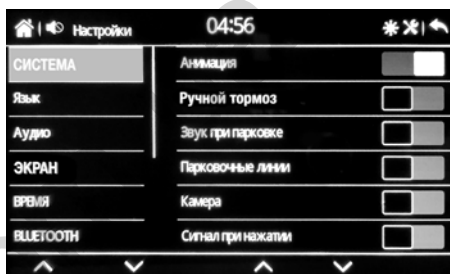 Настройки
04:56
СИСТЕМА
Язык
Аудио
ЭКРАН
ВРЕМЯ
BLUETOOTH
Анимация
Ручной тормоз
Звук при парковке
Парковочные линии
Камера
Сигнал при нажатии